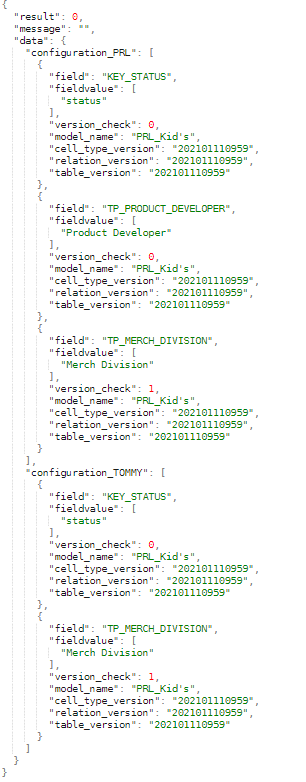 {
"result": 0,
"message": "",
"data": {
"configuration_PRL": [
{
"field": "KEY_STATUS",
"fieldvalue": [
"status"
],
"version_check": 0,
"model_name": "PRL_Kid's",
"cell_type_version": "202101110959",
"relation_version": "202101110959",
"table_version": "202101110959"
},
{
"field": "TP_PRODUCT_DEVELOPER",
"fieldvalue": [
"Product Developer"
],
"version_check": 0,
"model_name": "PRL_Kid's",
"cell_type_version": "202101110959",
"relation_version": "202101110959",
"table_version": "202101110959"
},
{
"field": "TP_MERCH_DIVISION",
"fieldvalue": [
"Merch Division"
],
"version_check": 1,
"model_name": "PRL_Kid's",
"cell_type_version": "202101110959",
"relation_version": "202101110959",
"table_version": "202101110959"
}
],
"configuration_TOMMY": [
{
"field": "KEY_STATUS",
"fieldvalue": [
"status"
],
"version_check": 0,
"model_name": "PRL_Kid's",
"cell_type_version": "202101110959",
"relation_version": "202101110959",
"table_version": "202101110959"
},
{
"field": "TP_MERCH_DIVISION",
"fieldvalue": [
"Merch Division"
],
"version_check": 1,
"model_name": "PRL_Kid's",
"cell_type_version": "202101110959",
"relation_version": "202101110959",
"table_version": "202101110959"
}
]
}
}